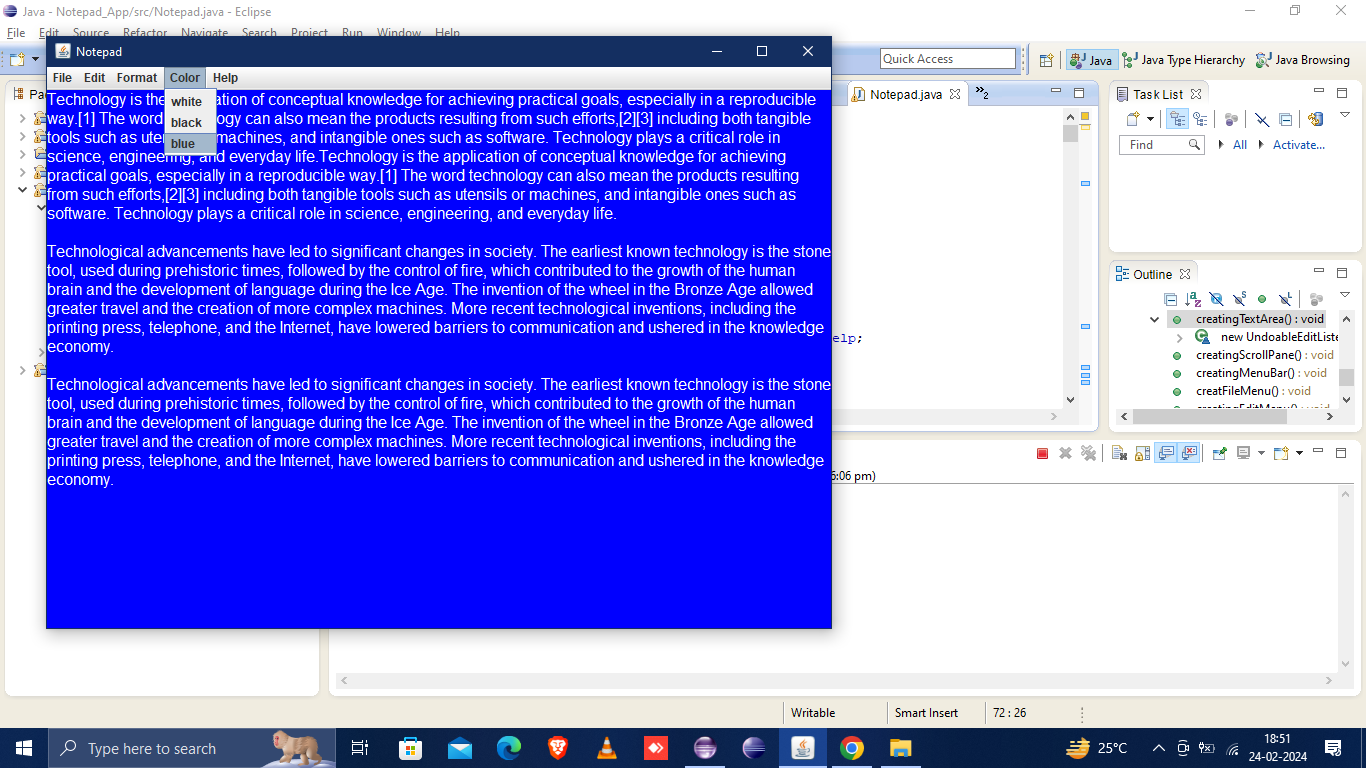 Java - Notepad_App/src/Notepad.java - Eclipse
File Edit Source Refactor Navigate Search Project Run Window Help
Quick Access
Java
Java Type Hierarchy
Java Browsing
Notepad
File Edit Format Color Help
white
black
blue
Technology is the ation of conceptual knowledge for achieving practical goals, especially in a reproducible
way.[1] The word ogy can also mean the products resulting from such efforts,[2][3] including both tangible
tools such as uten machines, and intangible ones such as software. Technology plays a critical role in
science, engineering, and everyday life.Technology is the application of conceptual knowledge for achieving
practical goals, especially in a reproducible way.[1] The word technology can also mean the products resulting
from such efforts,[2][3] including both tangible tools such as utensils or machines, and intangible ones such as
software. Technology plays a critical role in science, engineering, and everyday life.
Technological advancements have led to significant changes in society. The earliest known technology is the stone
tool, used during prehistoric times, followed by the control of fire, which contributed to the growth of the human
brain and the development of language during the Ice Age. The invention of the wheel in the Bronze Age allowed
greater travel and the creation of more complex machines. More recent technological inventions, including the
printing press, telephone, and the Internet, have lowered barriers to communication and ushered in the knowledge
economy.
Technological advancements have led to significant changes in society. The earliest known technology is the stone
tool, used during prehistoric times, followed by the control of fire, which contributed to the growth of the human
brain and the development of language during the Ice Age. The invention of the wheel in the Bronze Age allowed
greater travel and the creation of more complex machines. More recent technological inventions, including the
printing press, telephone, and the Internet, have lowered barriers to communication and ushered in the knowledge
economy.
Pa
Notepad.java
»2
elp;
Task List
Find
All
Activate...
Outline
creatingTextArea() : void
new UndoableEditListe
creatingScrollPane() : void
creatingMenuBar() : void
creatFileMenu() : void
creatingEditMenu() : void
6:06 pm)
Writable
Smart Insert
72 : 26
Type here to search
25°C
18:51
24-02-2024